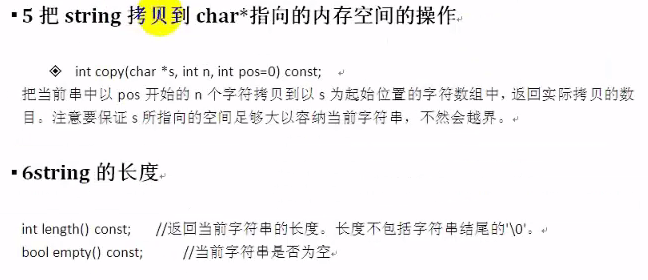 ▪5 把 string 拷贝到 char*指向的内存空间的操作
◈ int copy(char *s, int n, int pos=0) const;
把当前串中以 pos 开始的 n 个字符拷贝到以 s 为起始位置的字符数组中，返回实际拷贝的数
目。注意要保证 s 所指向的空间足够大以容纳当前字符串，不然会越界。
▪6string 的长度
int length() const; //返回当前字符串的长度。长度不包括字符串结尾的'\0'。
bool empty() const; //当前字符串是否为空